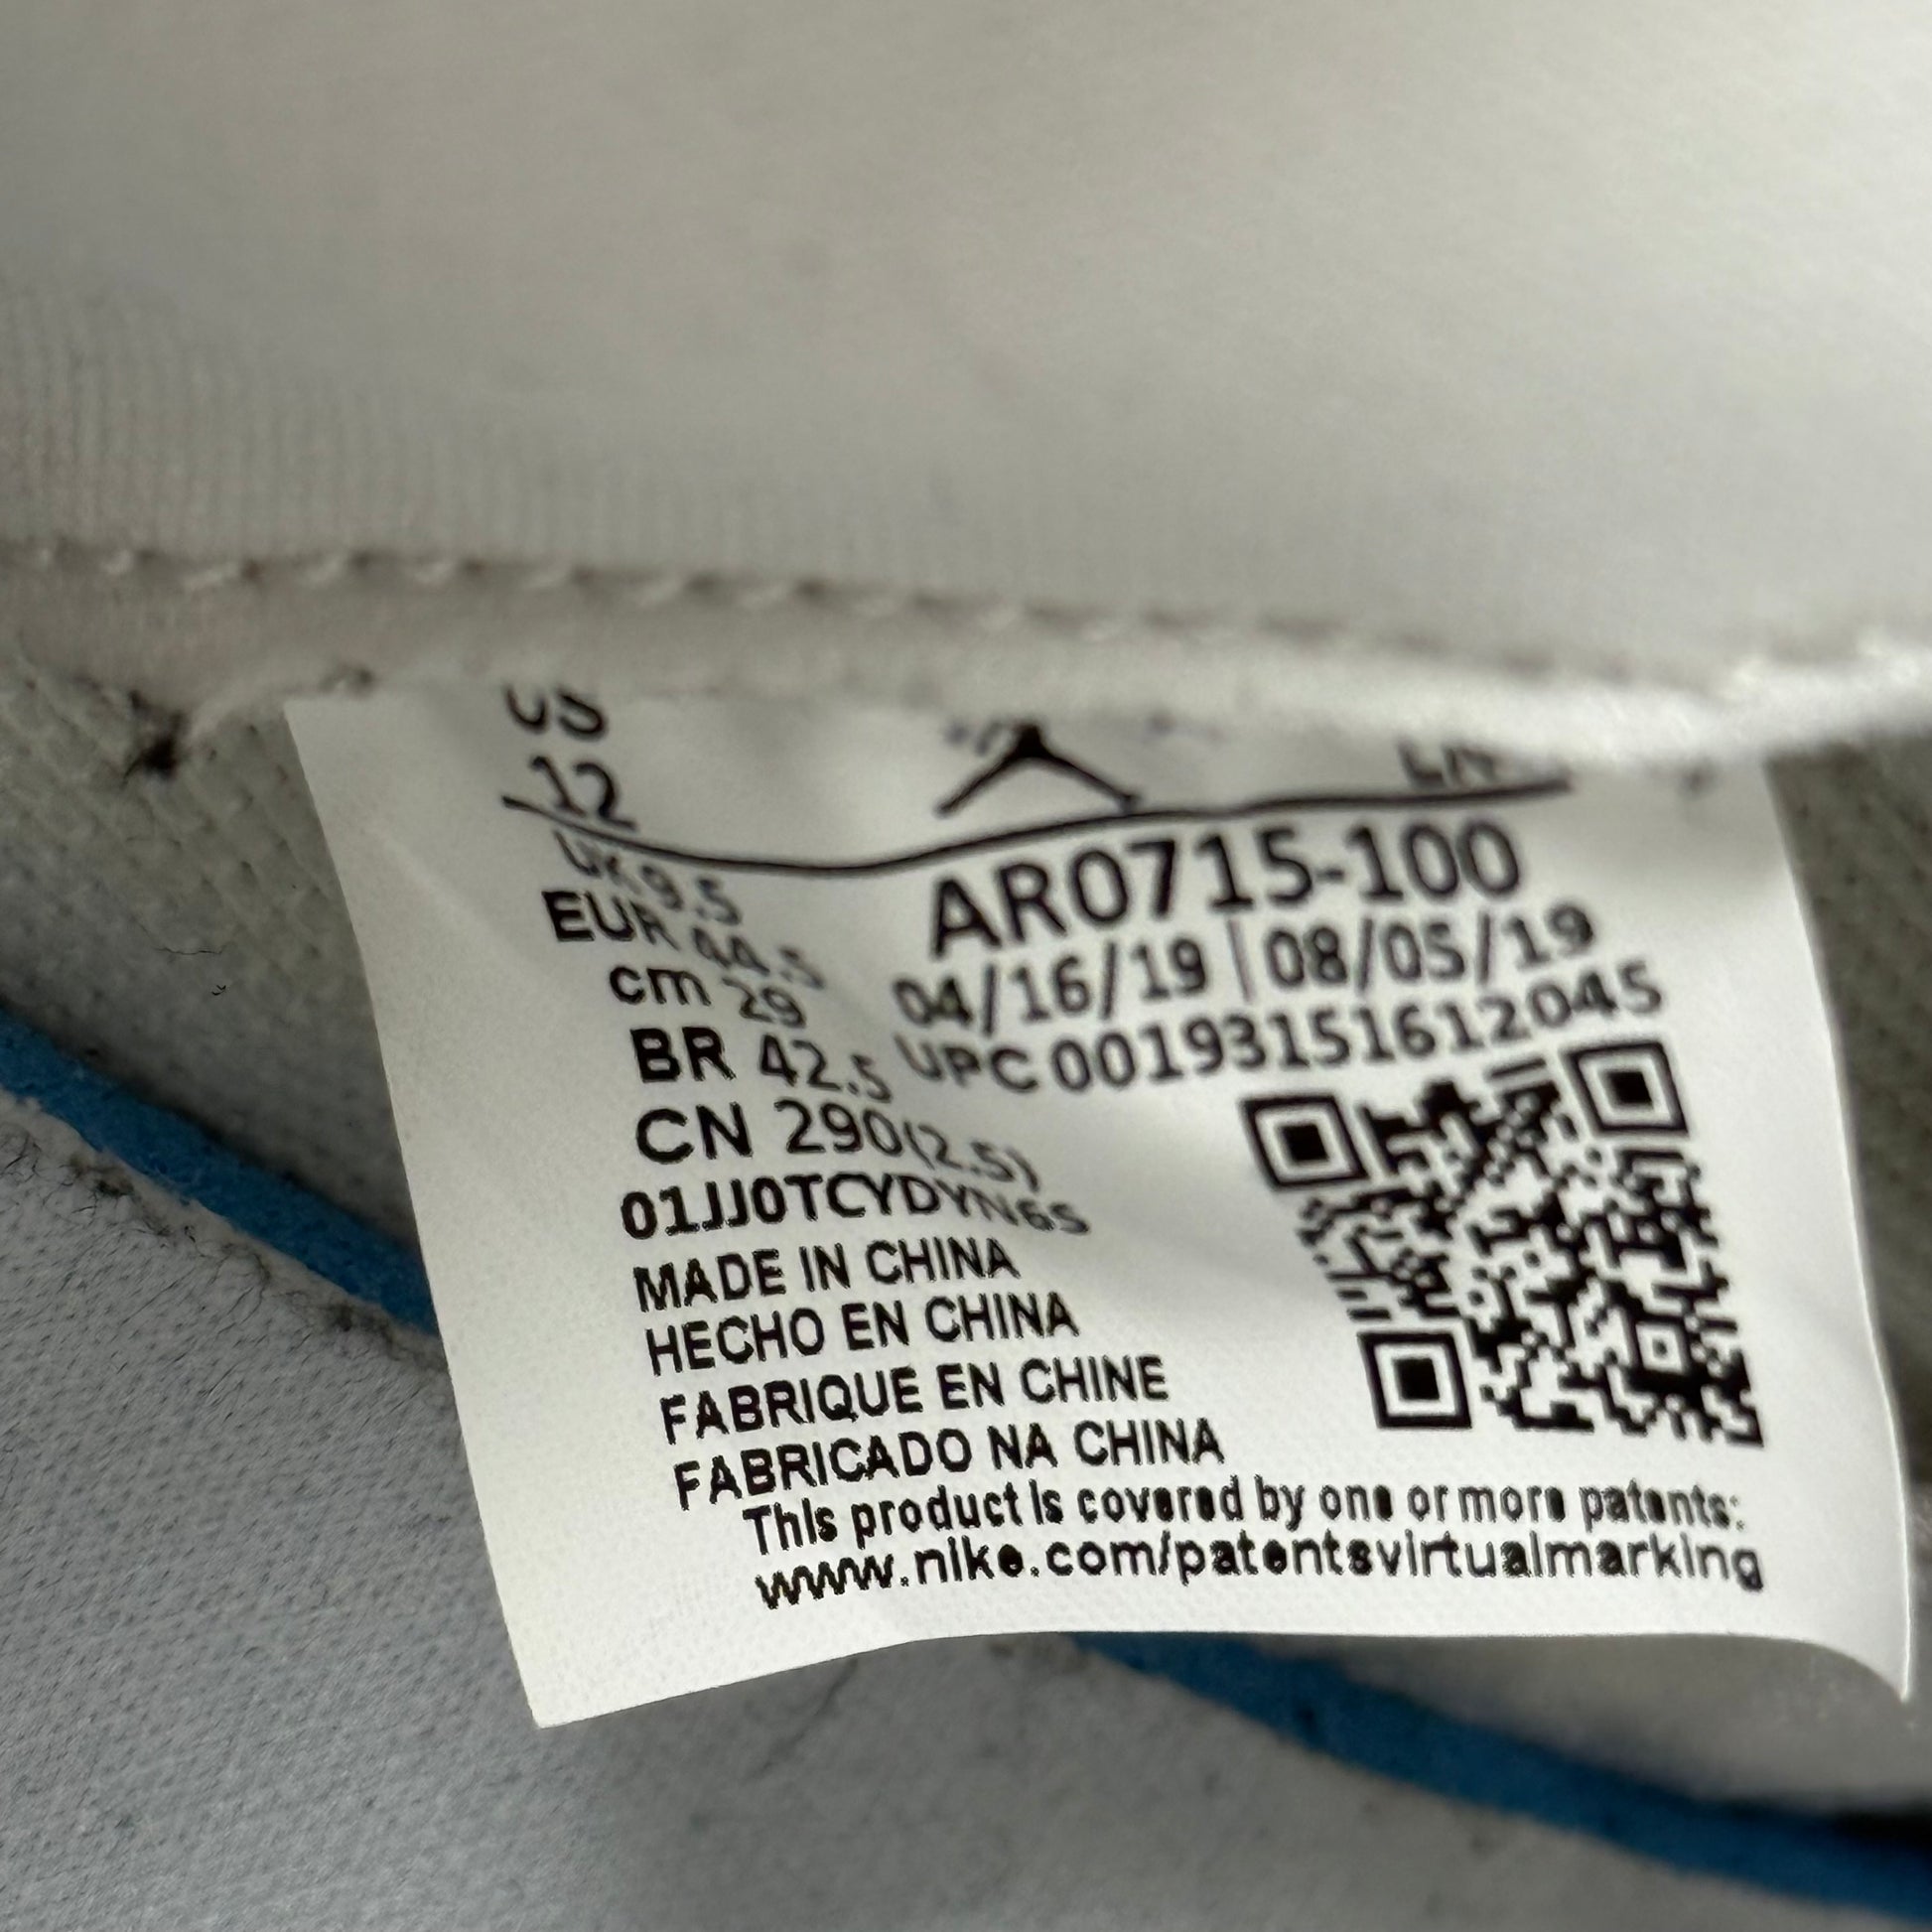 US
12
UK 9.5
EUR 44.5
cm 29
BR 42.5
CN 290(2.5)
AR0715-100
04/16/19 | 08/05/19
UPC 00193151612045
01JJ0TCYDYN6S
MADE IN CHINA
HECHO EN CHINA
FABRIQUE EN CHINE
FABRICADO NA CHINA
This product is covered by one or more patents:
www.nike.com/patentsvirtualmarking